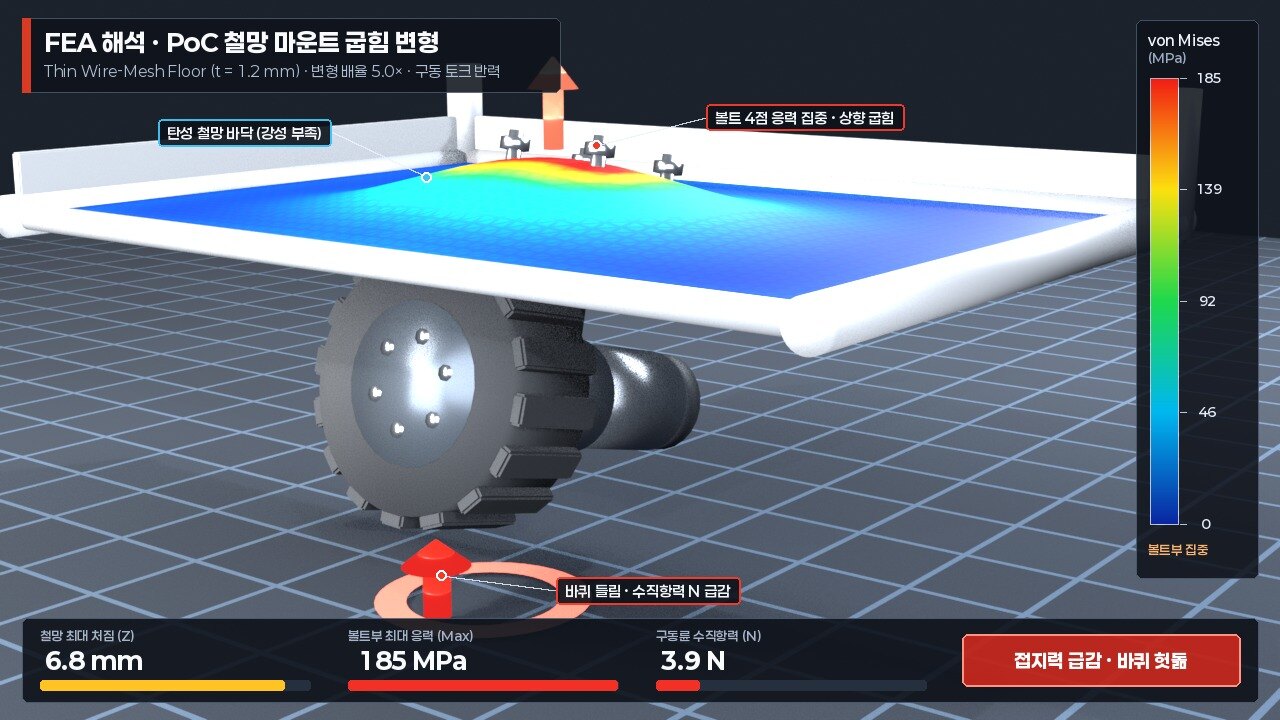 FEA 해석 · PoC 철망 마운트 굽힘 변형
Thin Wire-Mesh Floor (t = 1.2 mm) · 변형 배율 5.0× · 구동 토크 반력
탄성 철망 바닥 (강성 부족)
볼트 4점 응력 집중 · 상향 굽힘
von Mises
(MPa)
185
139
92
46
0
볼트부 집중
바퀴 들림 · 수직항력 N 급감
철망 최대 처짐 (Z)
6.8 mm
볼트부 최대 응력 (Max)
185 MPa
구동륜 수직항력 (N)
3.9 N
접지력 급감 · 바퀴 헛돎